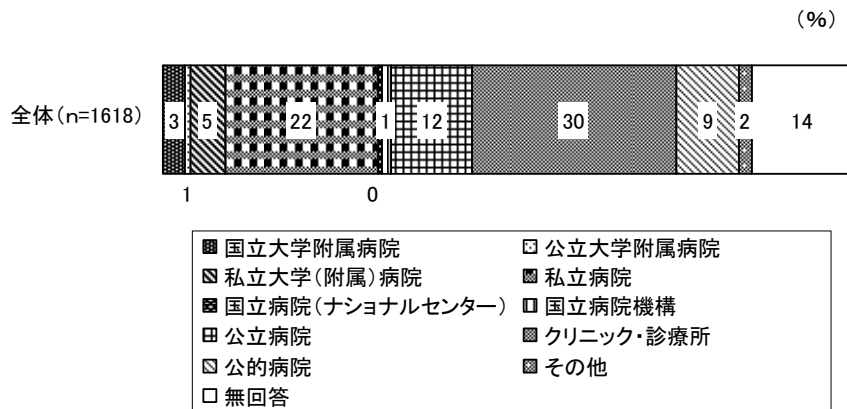 (%)
全体(n=1618)
3 5 22 1 12 30 9 2 14
1 0
国立大学附属病院 公立大学附属病院
私立大学(附属)病院 私立病院
国立病院(ナショナルセンター) 国立病院機構
公立病院 クリニック・診療所
公的病院 その他
無回答